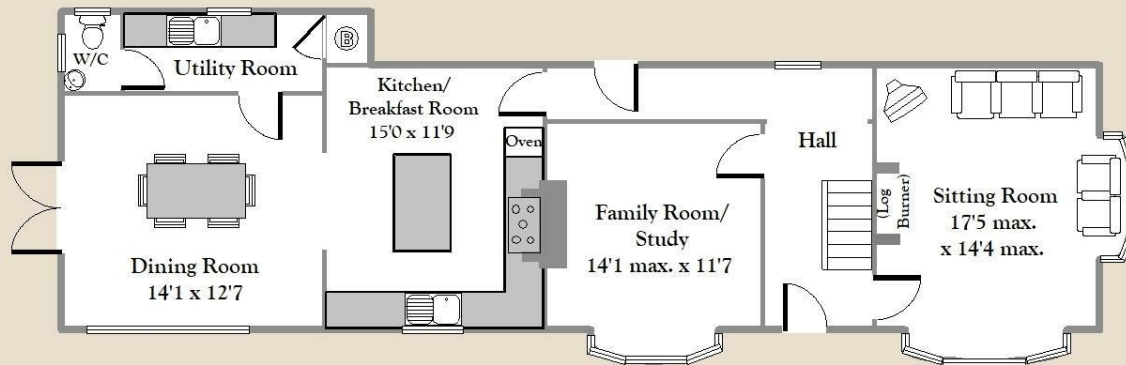 W/C
Utility Room
B
Kitchen/
Breakfast Room
15'0 x 11'9
Oven
Hall
Dining Room
14'1 x 12'7
Family Room/
Study
14'1 max. x 11'7
(Log
Burner)
Sitting Room
17'5 max.
x 14'4 max.